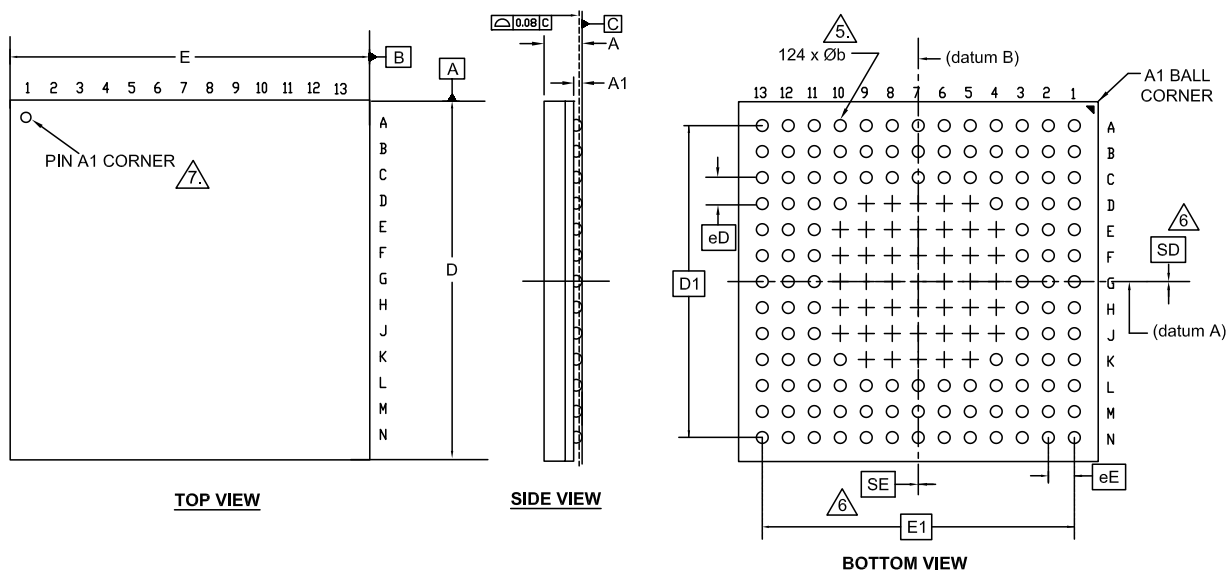 E
B
A
1 2 3 4 5 6 7 8 9 10 11 12 13
PIN A1 CORNER
7.
A
B
C
D
E
F
G
H
J
K
L
M
N
D
TOP VIEW
0.08 C
C
A
A1
SIDE VIEW
5.
124 x Øb
(datum B)
A1 BALL
CORNER
13 12 11 10 9 8 7 6 5 4 3 2 1
A
B
C
D
E
F
G
H
J
K
L
M
N
eD
D1
6
SD
(datum A)
SE
eE
6
E1
BOTTOM VIEW